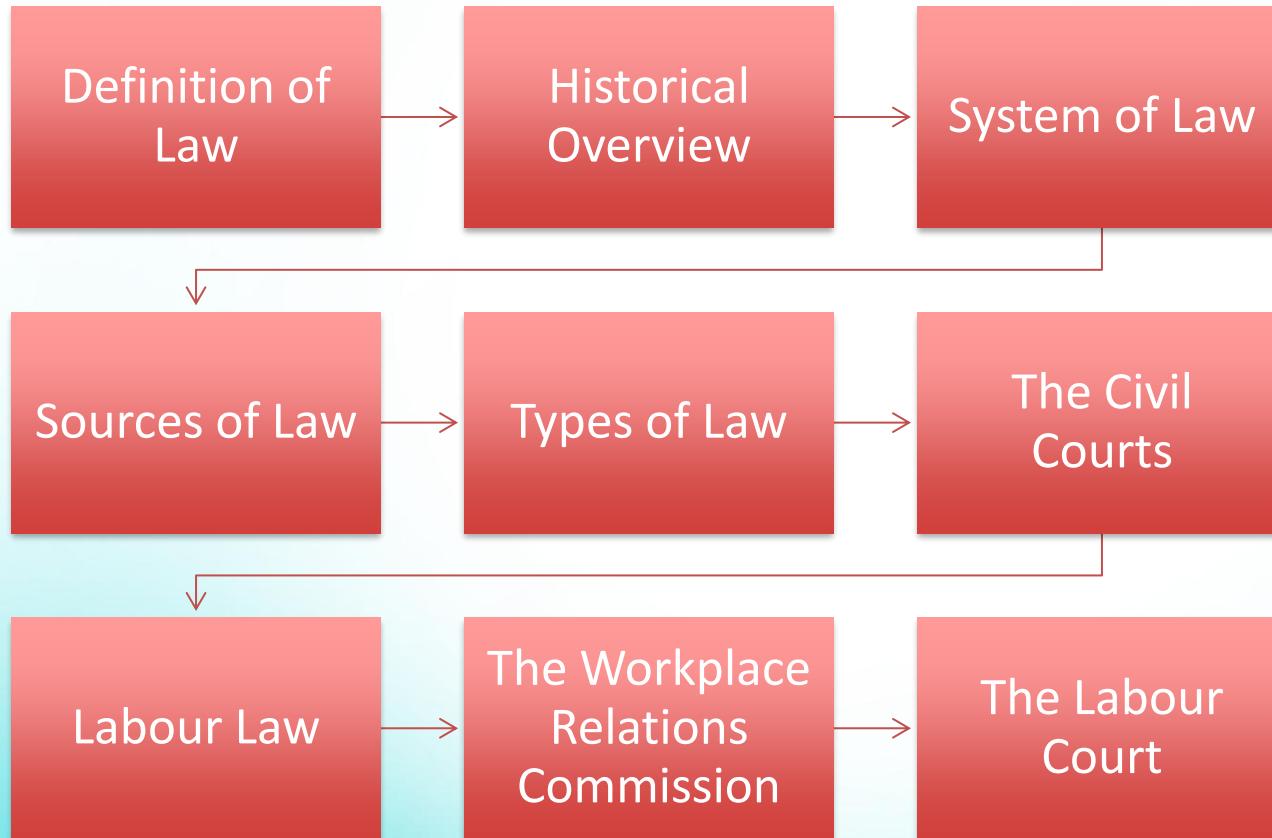 Definition of
Law
Historical
Overview
System of Law
Sources of Law
Types of Law
The Civil
Courts
Labour Law
The Workplace
Relations
Commission
The Labour
Court